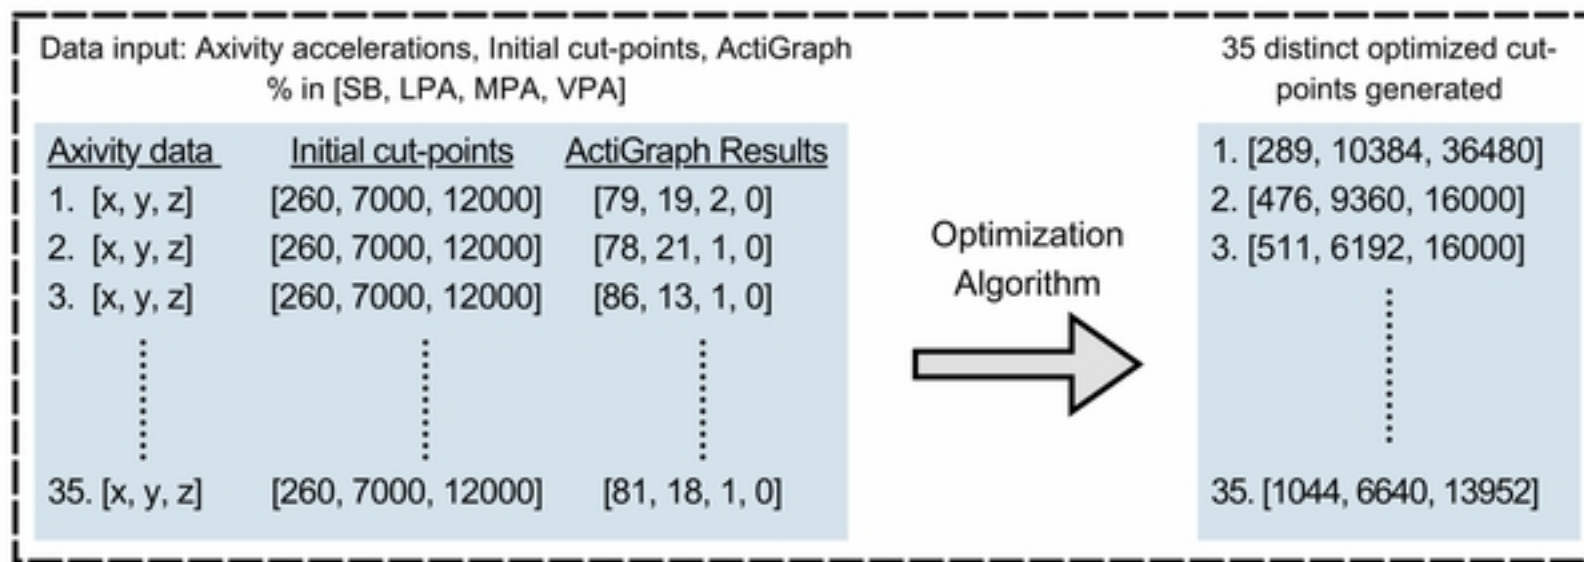 Data input: Axivity accelerations, Initial cut-points, ActiGraph
% in [SB, LPA, MPA, VPA]
Axivity data Initial cut-points ActiGraph Results
1. [x, y, z] [260, 7000, 12000] [79, 19, 2, 0]
2. [x, y, z] [260, 7000, 12000] [78, 21, 1, 0]
3. [x, y, z] [260, 7000, 12000] [86, 13, 1, 0]
35. [x, y, z] [260, 7000, 12000] [81, 18, 1, 0]
Optimization
Algorithm
35 distinct optimized cut-
points generated
1. [289, 10384, 36480]
2. [476, 9360, 16000]
3. [511, 6192, 16000]
35. [1044, 6640, 13952]